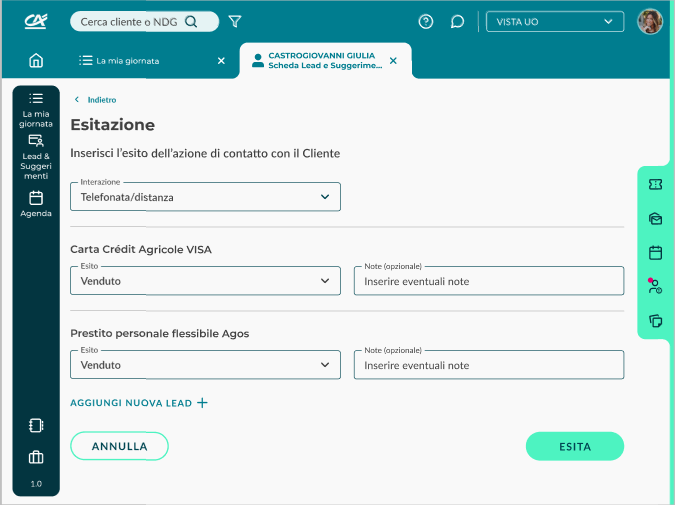 CA
Cerca cliente o NDG
VISTA UO
La mia giornata
CASTROGIOVANNI GIULIA
Scheda Lead e Suggerime...
La mia
giornata
Lead &
Suggeri
menti
Agenda
1.0
Indietro
Esitazione
Inserisci l'esito dell'azione di contatto con il Cliente
Interazione
Telefonata/distanza
Carta Crédit Agricole VISA
Esito
Venduto
Note (opzionale)
Inserire eventuali note
Prestito personale flessibile Agos
Esito
Venduto
Note (opzionale)
Inserire eventuali note
AGGIUNGI NUOVA LEAD +
ANNULLA
ESITA